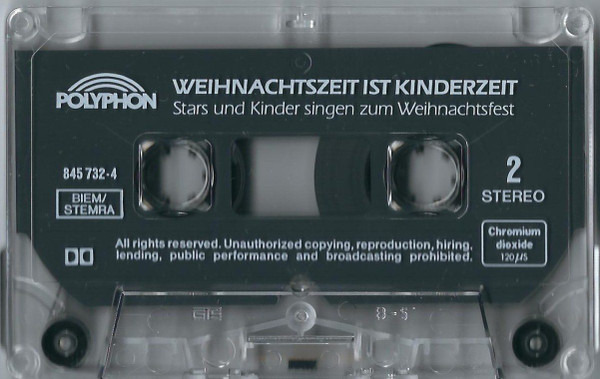 POLYPHON
WEIHNACHTSZEIT IST KINDERZEIT
Stars und Kinder singen zum Weihnachtsfest
845 732-4
2
STEREO
BIEM/
STEMRA
All rights reserved. Unauthorized copying, reproduction, hiring,
lending, public performance and broadcasting prohibited.
Chromium
dioxide
120µS